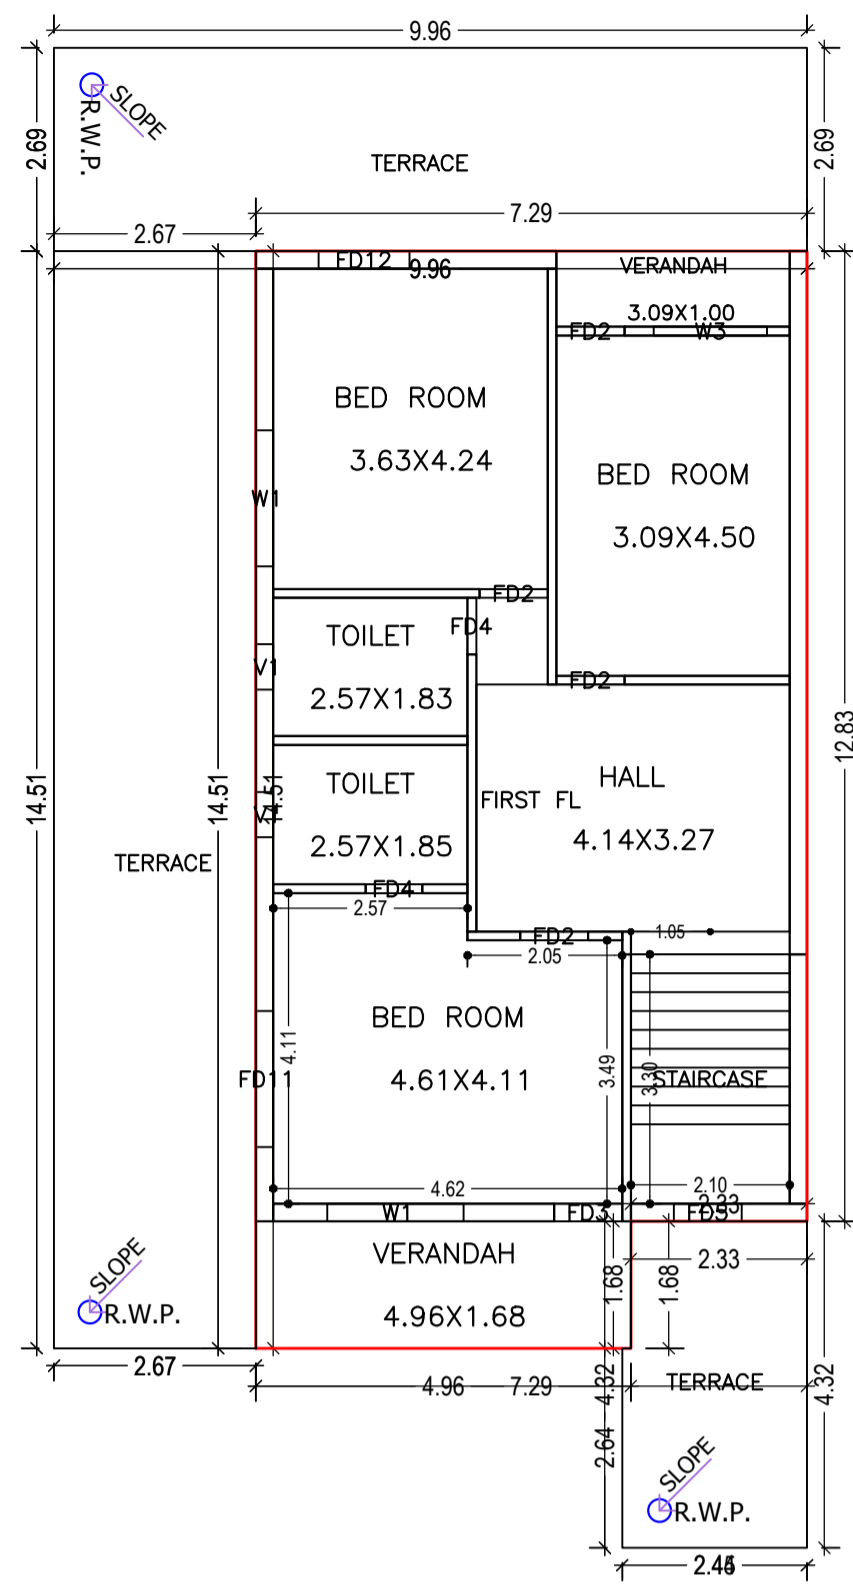 9.96
2.69
SLOPE
R.W.P.
TERRACE
2.69
2.67
7.29
FD12
9.96
VERANDAH
3.09X1.00
FD2
W3
BED ROOM
3.63X4.24
BED ROOM
3.09X4.50
W1
FD2
FD4
TOILET
2.57X1.83
V1
FD2
12.83
14.51
14.51
14.51
TOILET
2.57X1.85
HALL
FIRST FL
4.14X3.27
TERRACE
FD4
2.57
FD2
1.05
2.05
BED ROOM
4.61X4.11
4.11
3.49
3.30
STAIRCASE
FD11
4.62
2.10
2.33
W1
FD3
FD5
VERANDAH
4.96X1.68
1.68
1.68
2.33
SLOPE
R.W.P.
2.67
4.96
7.29
4.32
TERRACE
4.32
2.64
SLOPE
R.W.P.